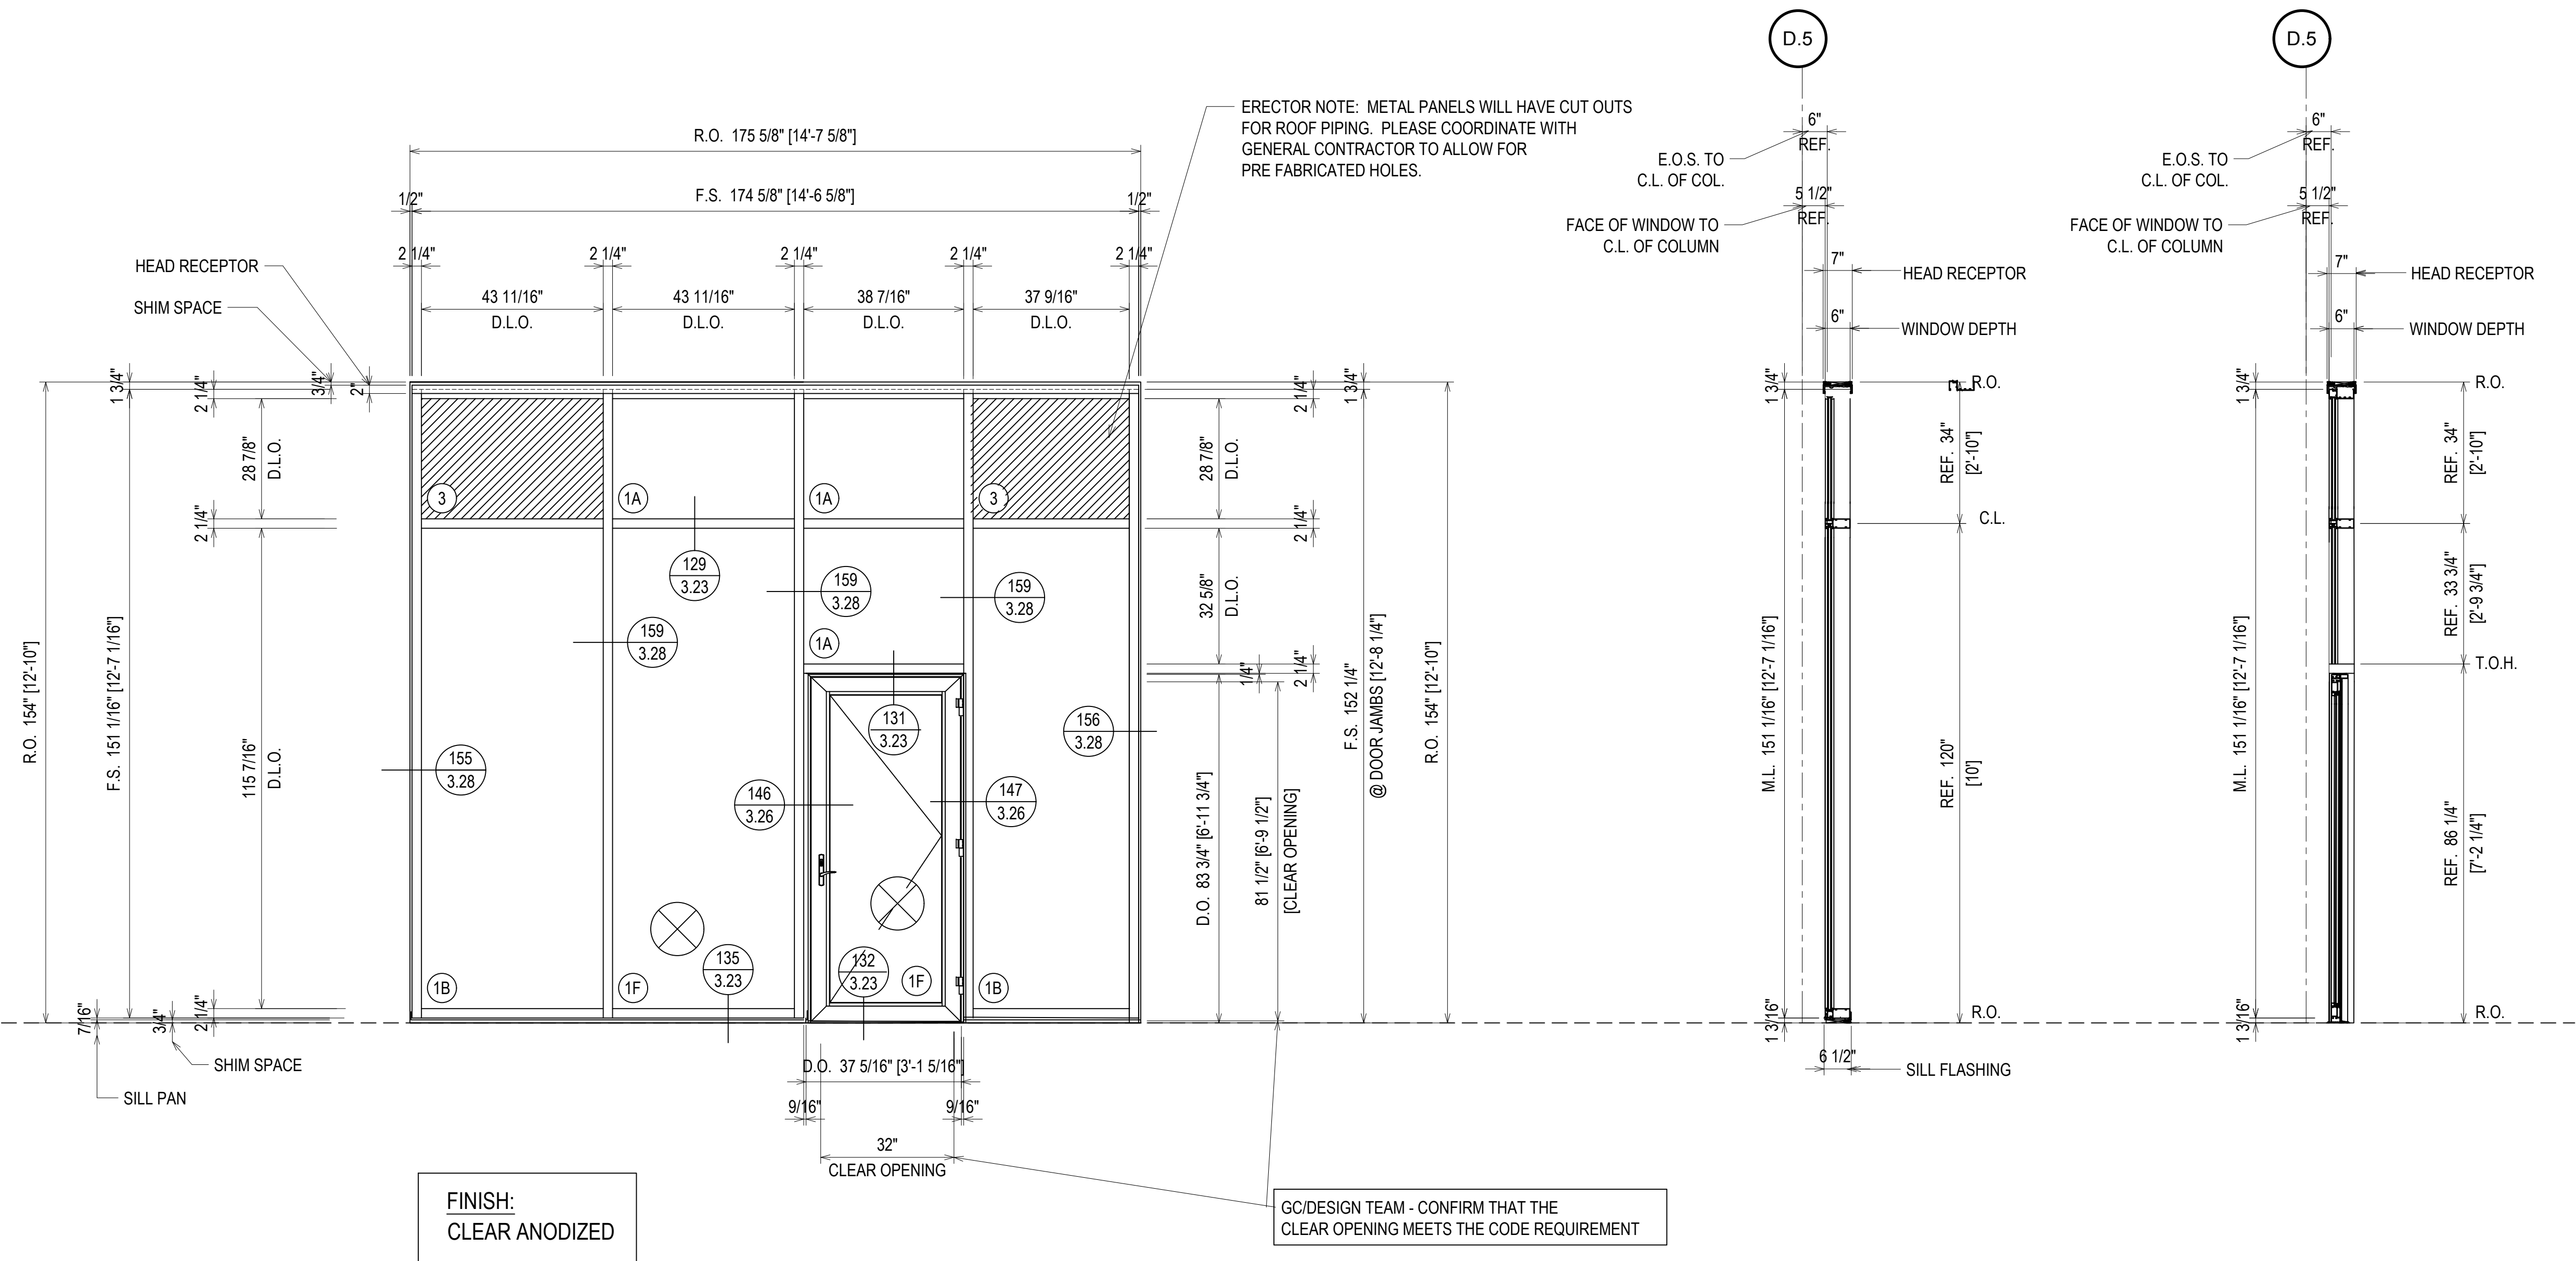 D.5
D.5
ERECTOR NOTE: METAL PANELS WILL HAVE CUT OUTS
FOR ROOF PIPING. PLEASE COORDINATE WITH
GENERAL CONTRACTOR TO ALLOW FOR
PRE FABRICATED HOLES.
R.O. 175 5/8" [14'-7 5/8"]
1/2"
F.S. 174 5/8" [14'-6 5/8"]
1/2"
2 1/4"
2 1/4"
2 1/4"
2 1/4"
2 1/4"
43 11/16"
D.L.O.
43 11/16"
D.L.O.
38 7/16"
D.L.O.
37 9/16"
D.L.O.
HEAD RECEPTOR
SHIM SPACE
R.O. 154" [12'-10"]
1 3/4"
F.S. 151 1/16" [12'-7 1/16"]
2 1/4"
28 7/8"
D.L.O.
2 1/4"
115 7/16"
D.L.O.
2 1/4"
3/4"
2"
7/16"
3/4"
SHIM SPACE
SILL PAN
3
1A
1A
3
129
3.23
159
3.28
159
3.28
159
3.28
1A
131
3.23
156
3.28
155
3.28
146
3.26
147
3.26
135
3.23
132
3.23
1B
1F
1F
1B
2 1/4"
28 7/8"
D.L.O.
2 1/4"
32 5/8"
D.L.O.
2 1/4"
1/4"
D.O. 83 3/4" [6'-11 3/4"]
81 1/2" [6'-9 1/2"]
[CLEAR OPENING]
1 3/4"
F.S. 152 1/4"
@ DOOR JAMBS [12'-8 1/4"]
R.O. 154" [12'-10"]
D.O. 37 5/16" [3'-1 5/16"]
9/16"
9/16"
32"
CLEAR OPENING
FINISH:
CLEAR ANODIZED
GC/DESIGN TEAM - CONFIRM THAT THE
CLEAR OPENING MEETS THE CODE REQUIREMENT
6"
REF.
E.O.S. TO
C.L. OF COL.
5 1/2"
REF.
FACE OF WINDOW TO
C.L. OF COLUMN
7"
HEAD RECEPTOR
6"
WINDOW DEPTH
1 3/4"
R.O.
REF. 34"
[2'-10"]
C.L.
M.L. 151 1/16" [12'-7 1/16"]
REF. 120"
[10']
R.O.
1 3/16"
6 1/2"
SILL FLASHING
6"
REF.
E.O.S. TO
C.L. OF COL.
5 1/2"
REF.
FACE OF WINDOW TO
C.L. OF COLUMN
7"
HEAD RECEPTOR
6"
WINDOW DEPTH
1 3/4"
R.O.
REF. 34"
[2'-10"]
REF. 33 3/4"
[2'-9 3/4"]
T.O.H.
M.L. 151 1/16" [12'-7 1/16"]
REF. 86 1/4"
[7'-2 1/4"]
R.O.
1 3/16"